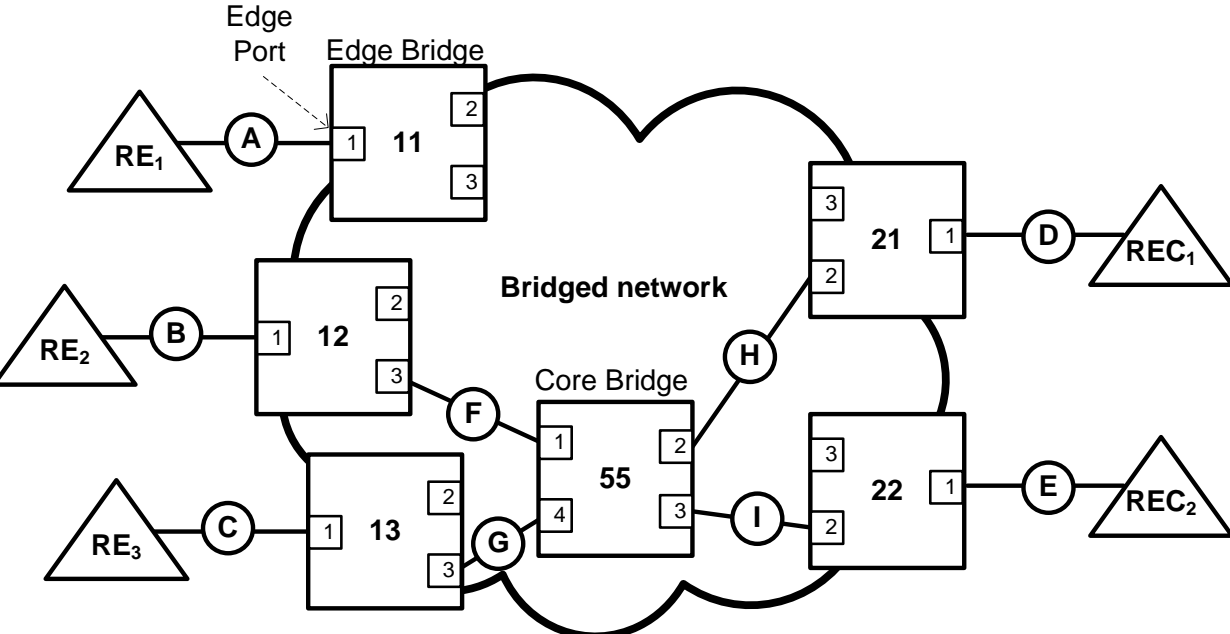 Edge
Port
Edge Bridge
2
A
1
11
RE1
3
3
21
1
D
REC1
2
Bridged network
2
B
1
12
RE2
3
H
Core Bridge
F
1
2
55
3
22
1
E
REC2
4
3
I
2
2
C
1
13
G
RE3
3